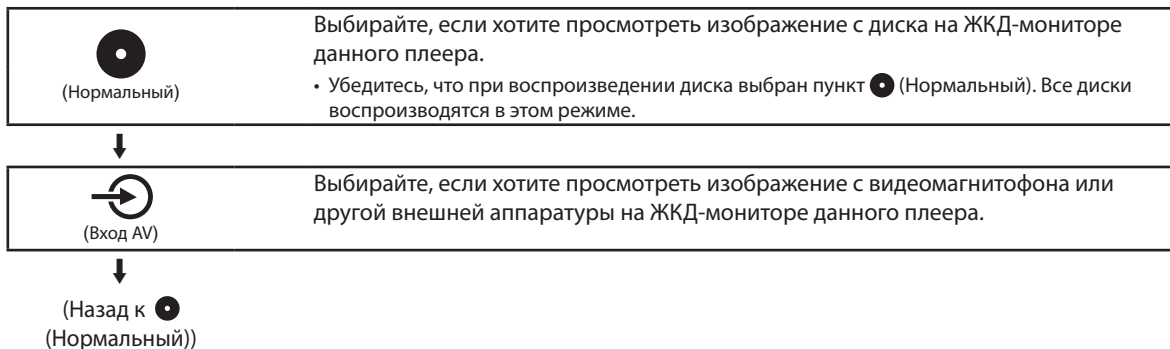 Выбирайте, если хотите просмотреть изображение с диска на ЖКД-мониторе
данного плеера.
(Нормальный)
• Убедитесь, что при воспроизведении диска выбран пункт (Нормальный). Все диски
воспроизводятся в этом режиме.
Выбирайте, если хотите просмотреть изображение с видеомагнитофона или
другой внешней аппаратуры на ЖКД-мониторе данного плеера.
(Вход AV)
(Назад к
(Нормальный))